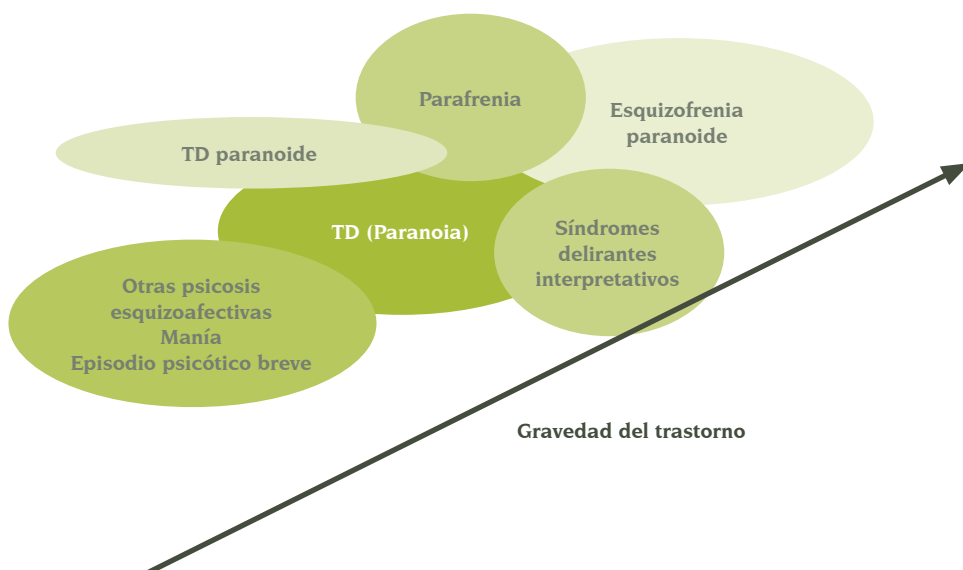 Parafrenia
Esquizofrenia
paranoide
TD paranoide
TD (Paranoia)
Síndromes
delirantes
interpretativos
Otras psicosis
esquizoafectivas
Manía
Episodio psicótico breve
Gravedad del trastorno